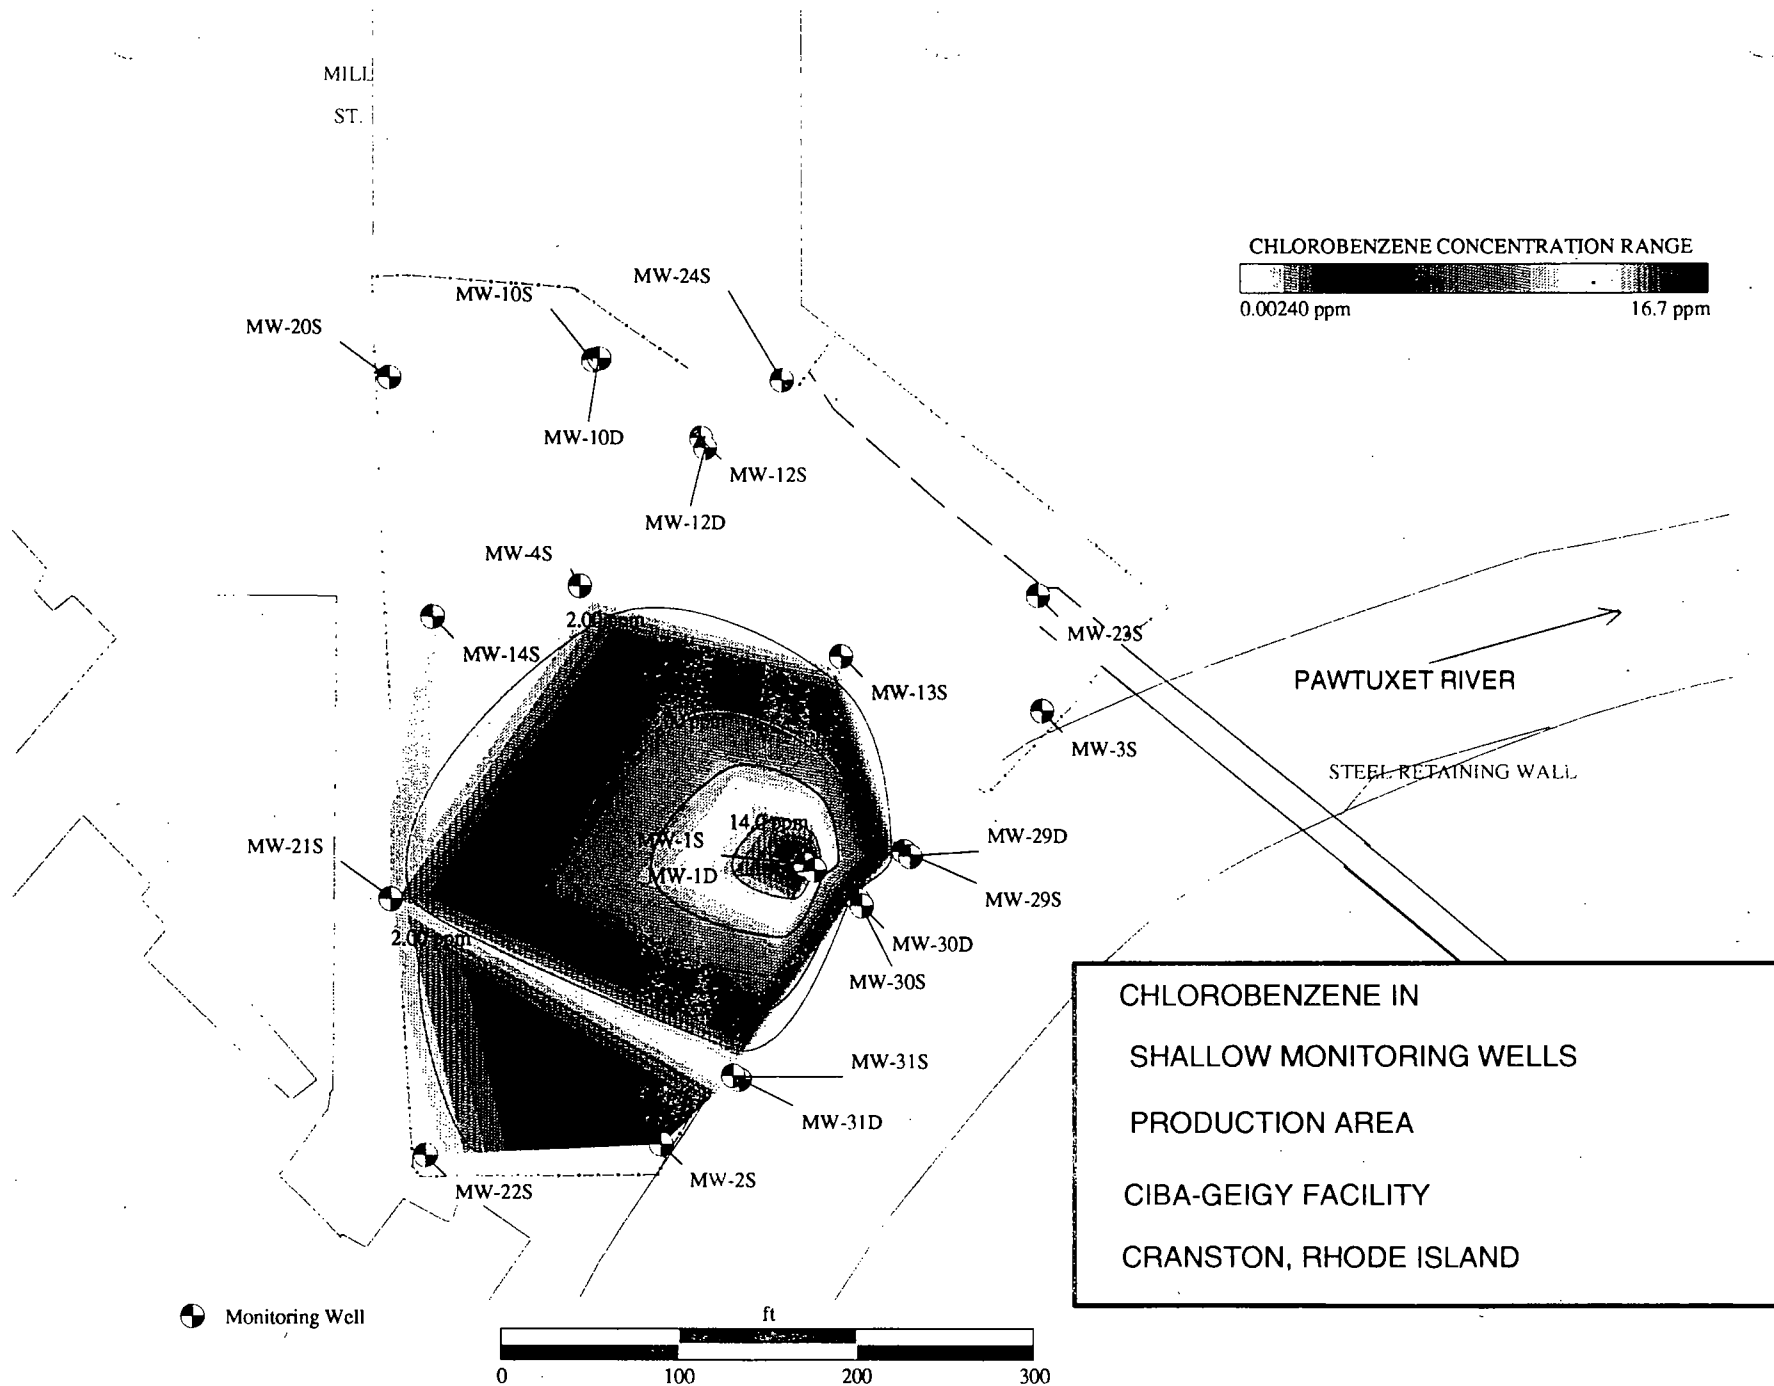 MILL
ST.
CHLOROBENZENE CONCENTRATION RANGE
0.00240 ppm
16.7 ppm
MW-24S
MW-10S
MW-20S
MW-10D
MW-12S
MW-12D
MW-4S
2.00 ppm
MW-14S
MW-23S
MW-13S
PAWTUXET RIVER
MW-3S
STEEL RETAINING WALL
14.0 ppm
MW-1S
MW-1D
MW-21S
MW-29D
MW-29S
2.00 ppm
MW-30D
MW-30S
MW-31S
MW-31D
MW-2S
MW-22S
CHLOROBENZENE IN
SHALLOW MONITORING WELLS
PRODUCTION AREA
CIBA-GEIGY FACILITY
CRANSTON, RHODE ISLAND
Monitoring Well
ft
0 100 200 300